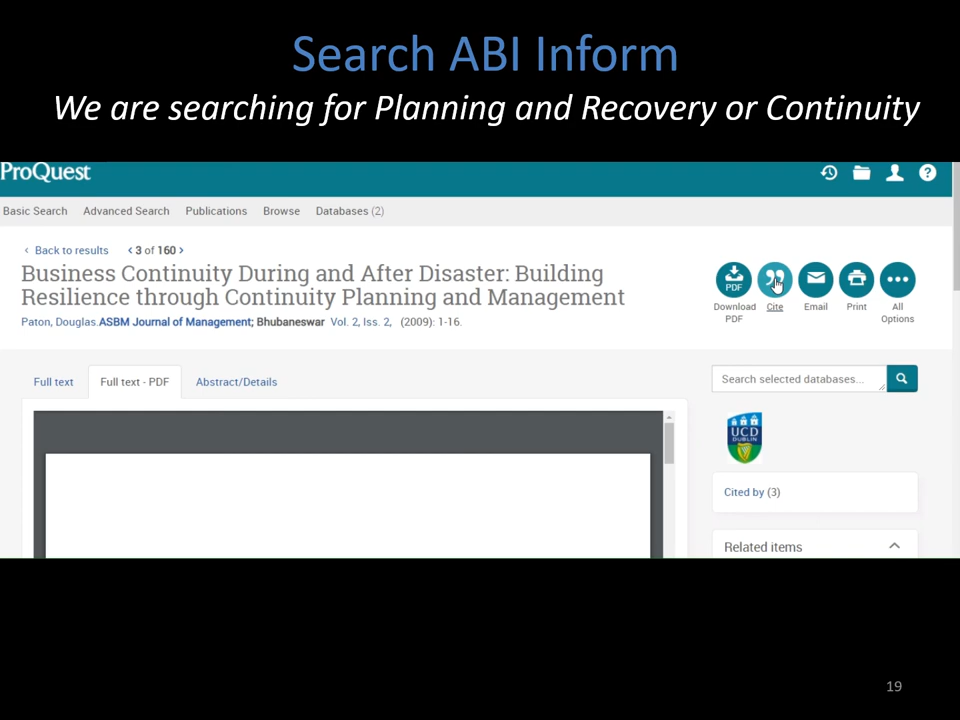 Search ABI Inform
We are searching for Planning and Recovery or Continuity
ProQuest
?
Basic Search Advanced Search Publications Browse Databases (2)
‹ Back to results ‹ 3 of 160 ›
Business Continuity During and After Disaster: Building
Resilience through Continuity Planning and Management
Paton, Douglas.ASBM Journal of Management; Bhubaneswar Vol. 2, Iss. 2, (2009): 1-16.
PDF
Download PDF
Cite
Email
Print
All Options
Full text Full text - PDF Abstract/Details
Search selected databases...
UCD
DUBLIN
Cited by (3)
Related items
19